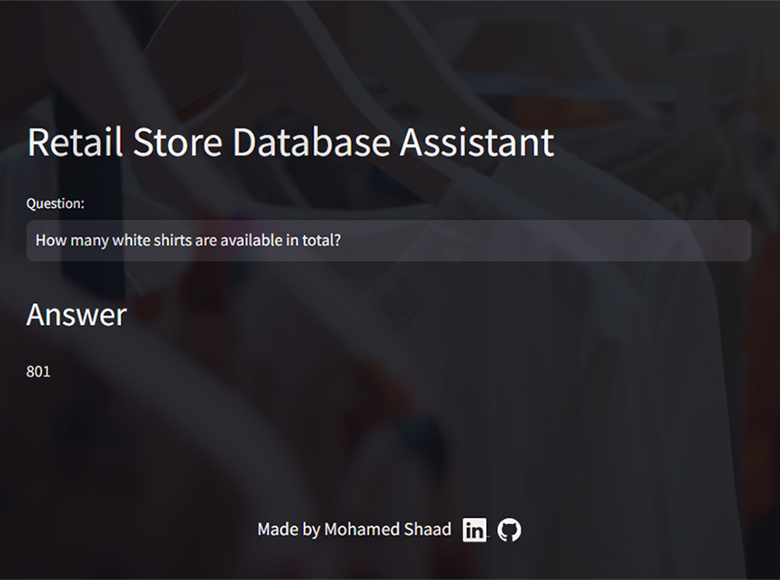 Retail Store Database Assistant
Question:
How many white shirts are available in total?
Answer
801
Made by Mohamed Shaad in